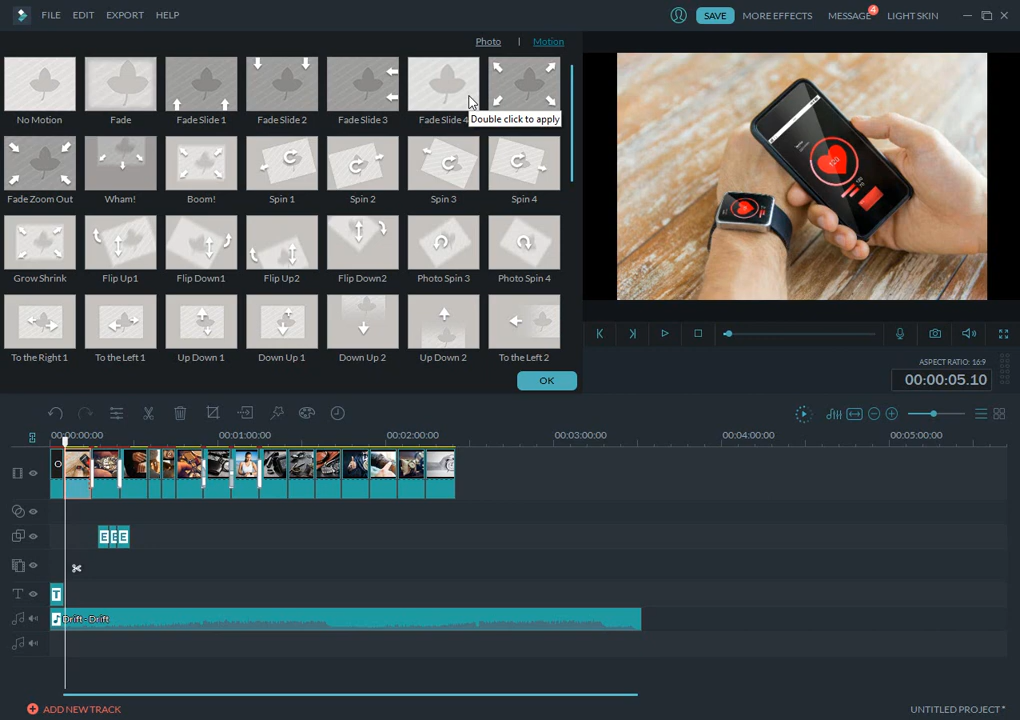 FILE EDIT EXPORT HELP SAVE MORE EFFECTS MESSAGE 4 LIGHT SKIN
Photo | Motion
No Motion Fade Fade Slide 1 Fade Slide 2 Fade Slide 3 Fade Slide 4
Double click to apply
Fade Zoom Out Wham! Boom! Spin 1 Spin 2 Spin 3 Spin 4
Grow Shrink Flip Up1 Flip Down1 Flip Up2 Flip Down2 Photo Spin 3 Photo Spin 4
To the Right 1 To the Left 1 Up Down 1 Down Up 1 Down Up 2 Up Down 2 To the Left 2
OK
123
ASPECT RATIO: 16:9
00:00:05.10
00:00:00:00 00:01:00:00 00:02:00:00 00:03:00:00 00:04:00:00 00:05:00:00
O
E E E
T T
Drift - Drift
ADD NEW TRACK UNTITLED PROJECT *